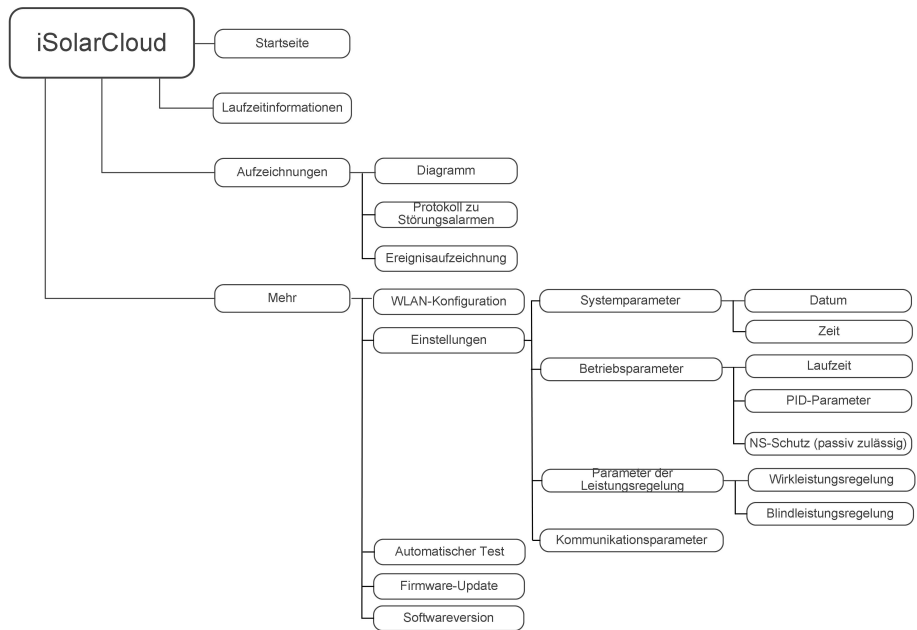 iSolarCloud
Startseite
Laufzeitinformationen
Aufzeichnungen
Diagramm
Protokoll zu
Störungsalarmen
Ereignisaufzeichnung
Mehr
WLAN-Konfiguration
Einstellungen
Systemparameter
Datum
Zeit
Betriebsparameter
Laufzeit
PID-Parameter
NS-Schutz (passiv zulässig)
Parameter der
Leistungsregelung
Wirkleistungsregelung
Blindleistungsregelung
Kommunikationsparameter
Automatischer Test
Firmware-Update
Softwareversion